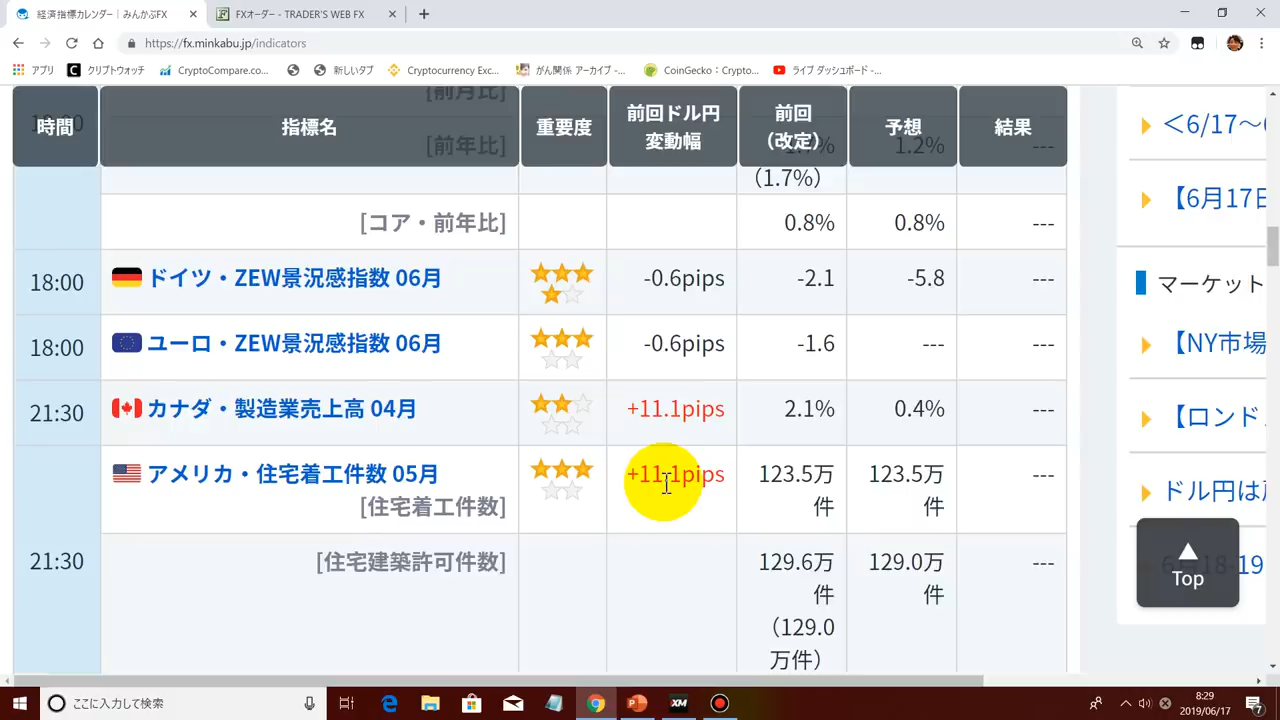 経済指標カレンダー｜みんかぶFX
FXオーダー - TRADER'S WEB FX
https://fx.minkabu.jp/indicators
アプリ
クリプトウォッチ
CryptoCompare.co...
新しいタブ
Cryptocurrency Exc...
がん関係 アーカイブ -...
CoinGecko：Crypto...
ライブ ダッシュボード -...
時間
指標名
重要度
前回ドル円
変動幅
前回
（改定）
予想
結果
[前月比]
[前年比]
1.2%
---
（1.7%）
[コア・前年比]
0.8%
0.8%
---
18:00
ドイツ・ZEW景況感指数 06月
-0.6pips
-2.1
-5.8
---
18:00
ユーロ・ZEW景況感指数 06月
-0.6pips
-1.6
---
---
21:30
カナダ・製造業売上高 04月
+11.1pips
2.1%
0.4%
---
21:30
アメリカ・住宅着工件数 05月
[住宅着工件数]
+11.1pips
123.5万
件
123.5万
件
---
[住宅建築許可件数]
129.6万
件
（129.0
万件）
129.0万
件
---
＜6/17～
【6月17日
マーケット
【NY市場
【ロンド
ドル円は
6月18-19
Top
ここに入力して検索
XM
8:29
2019/06/17
7